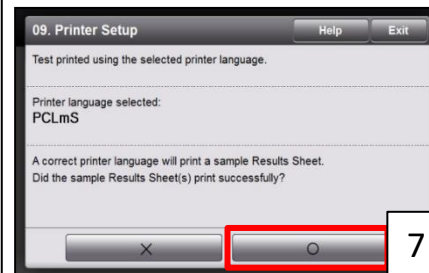 09. Printer Setup
Help
Exit
Test printed using the selected printer language.
Printer language selected:
PCLmS
A correct printer language will print a sample Results Sheet.
Did the sample Results Sheet(s) print successfully?
X
O
7